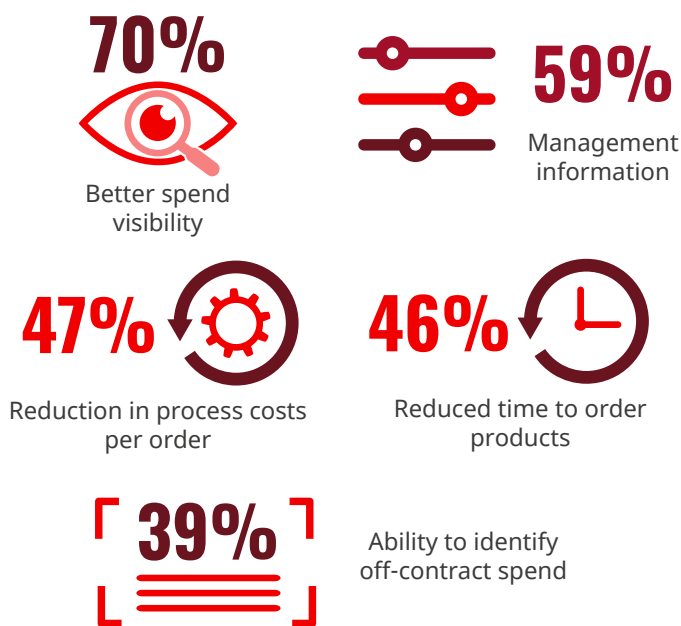 70%
Better spend
visibility
59%
Management
information
47%
Reduction in process costs
per order
46%
Reduced time to order
products
39%
Ability to identify
off-contract spend